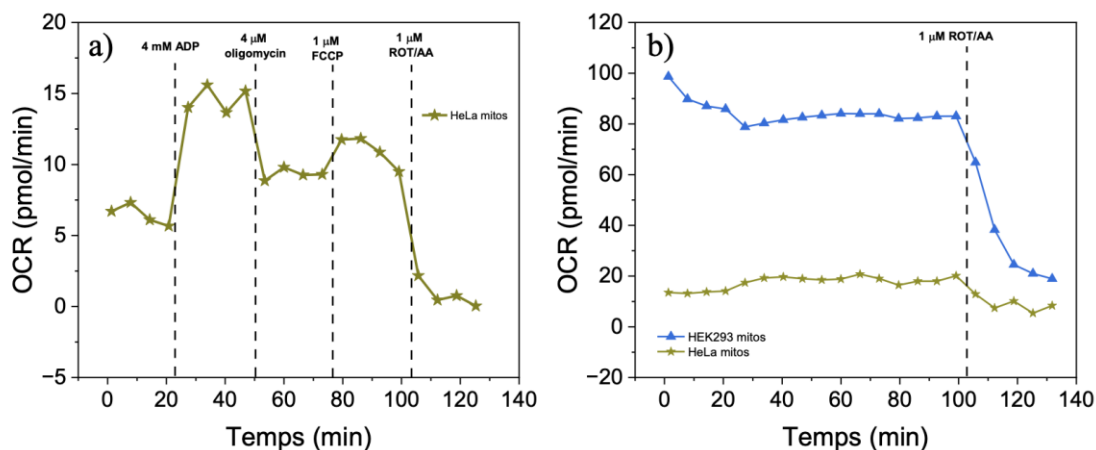 a)
4 mM ADP
4 µM
oligomycin
1 µM
FCCP
1 µM
ROT/AA
HeLa mitos
20
15
10
5
0
−5
OCR (pmol/min)
0 20 40 60 80 100 120 140
Temps (min)
b)
1 µM ROT/AA
HEK293 mitos
HeLa mitos
120
100
80
60
40
20
0
−20
OCR (pmol/min)
0 20 40 60 80 100 120 140
Temps (min)